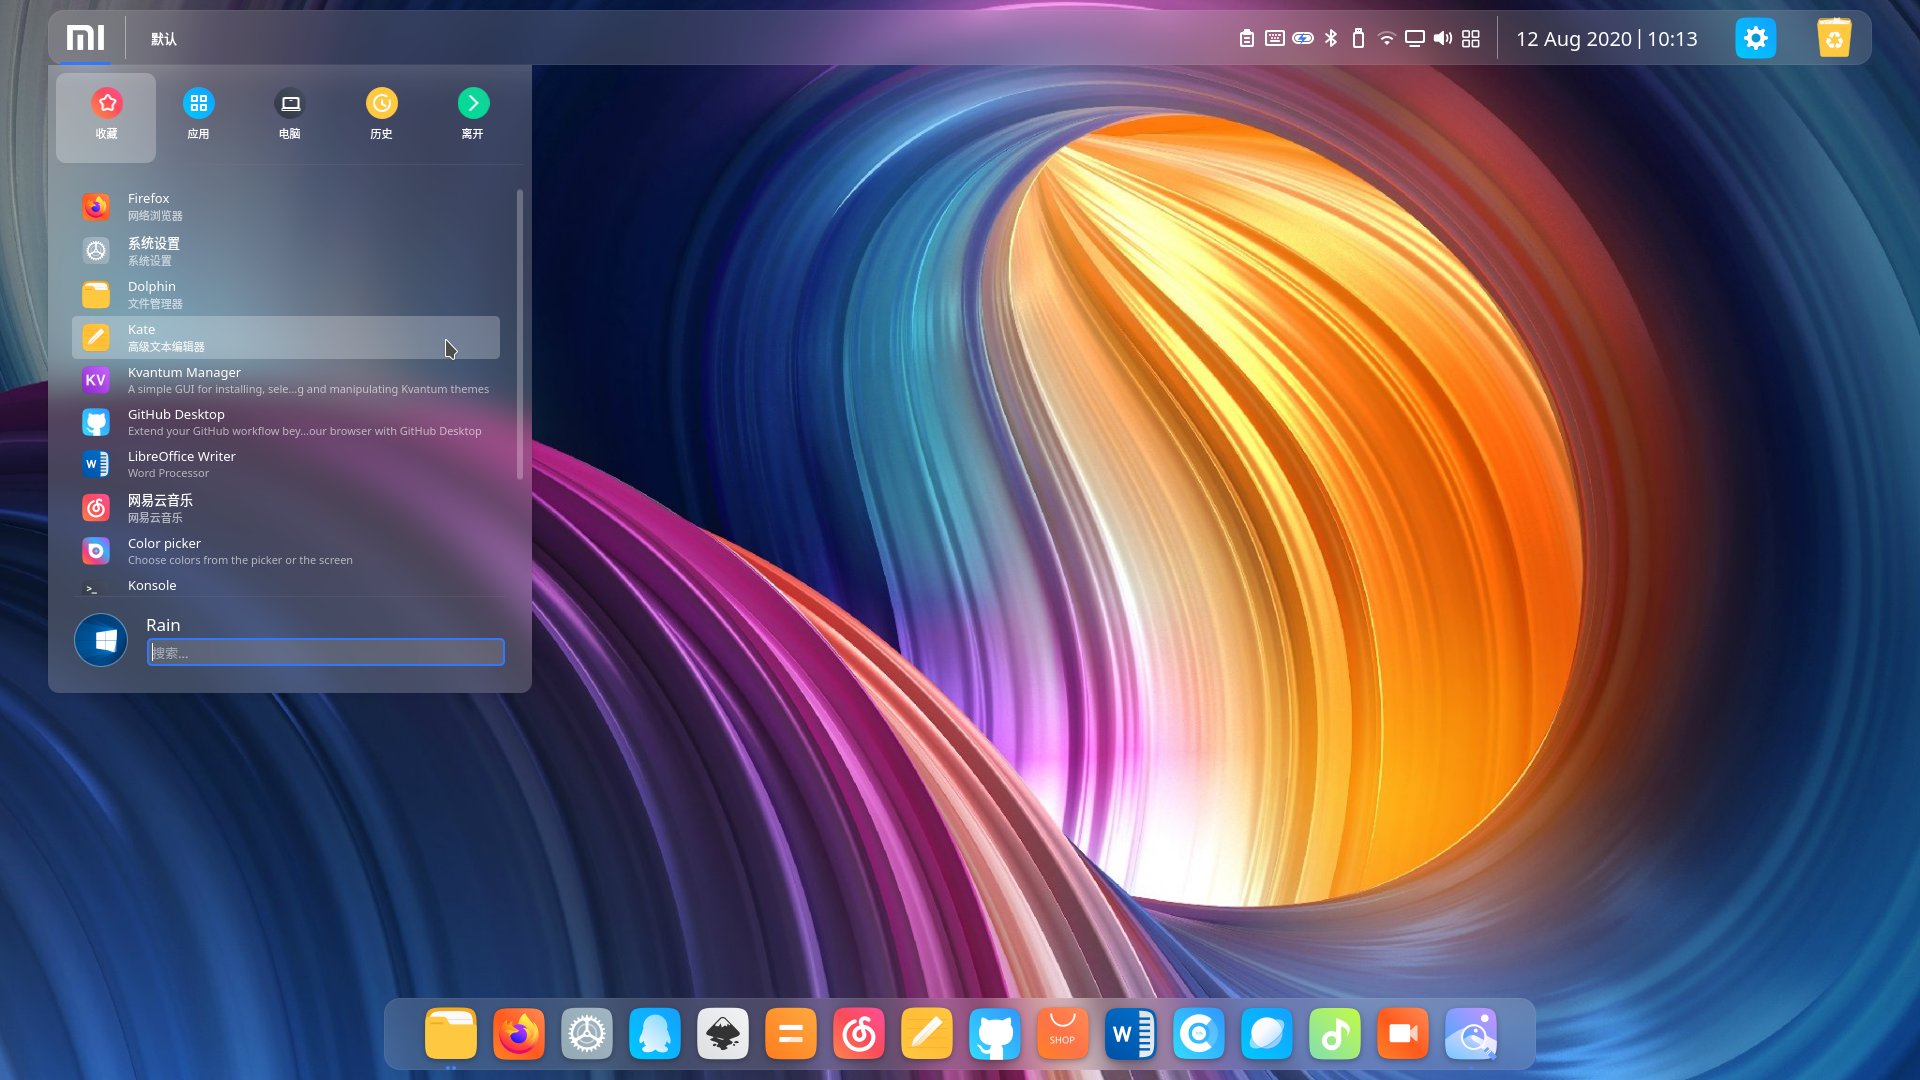 默认
12 Aug 2020 | 10:13
收藏
应用
电脑
历史
离开
Firefox
网络浏览器
系统设置
系统设置
Dolphin
文件管理器
Kate
高级文本编辑器
KV
Kvantum Manager
A simple GUI for installing, sele...g and manipulating Kvantum themes
GitHub Desktop
Extend your GitHub workflow bey...our browser with GitHub Desktop
W
LibreOffice Writer
Word Processor
网易云音乐
网易云音乐
Color picker
Choose colors from the picker or the screen
>_
Konsole
Rain
搜索...
SHOP
W